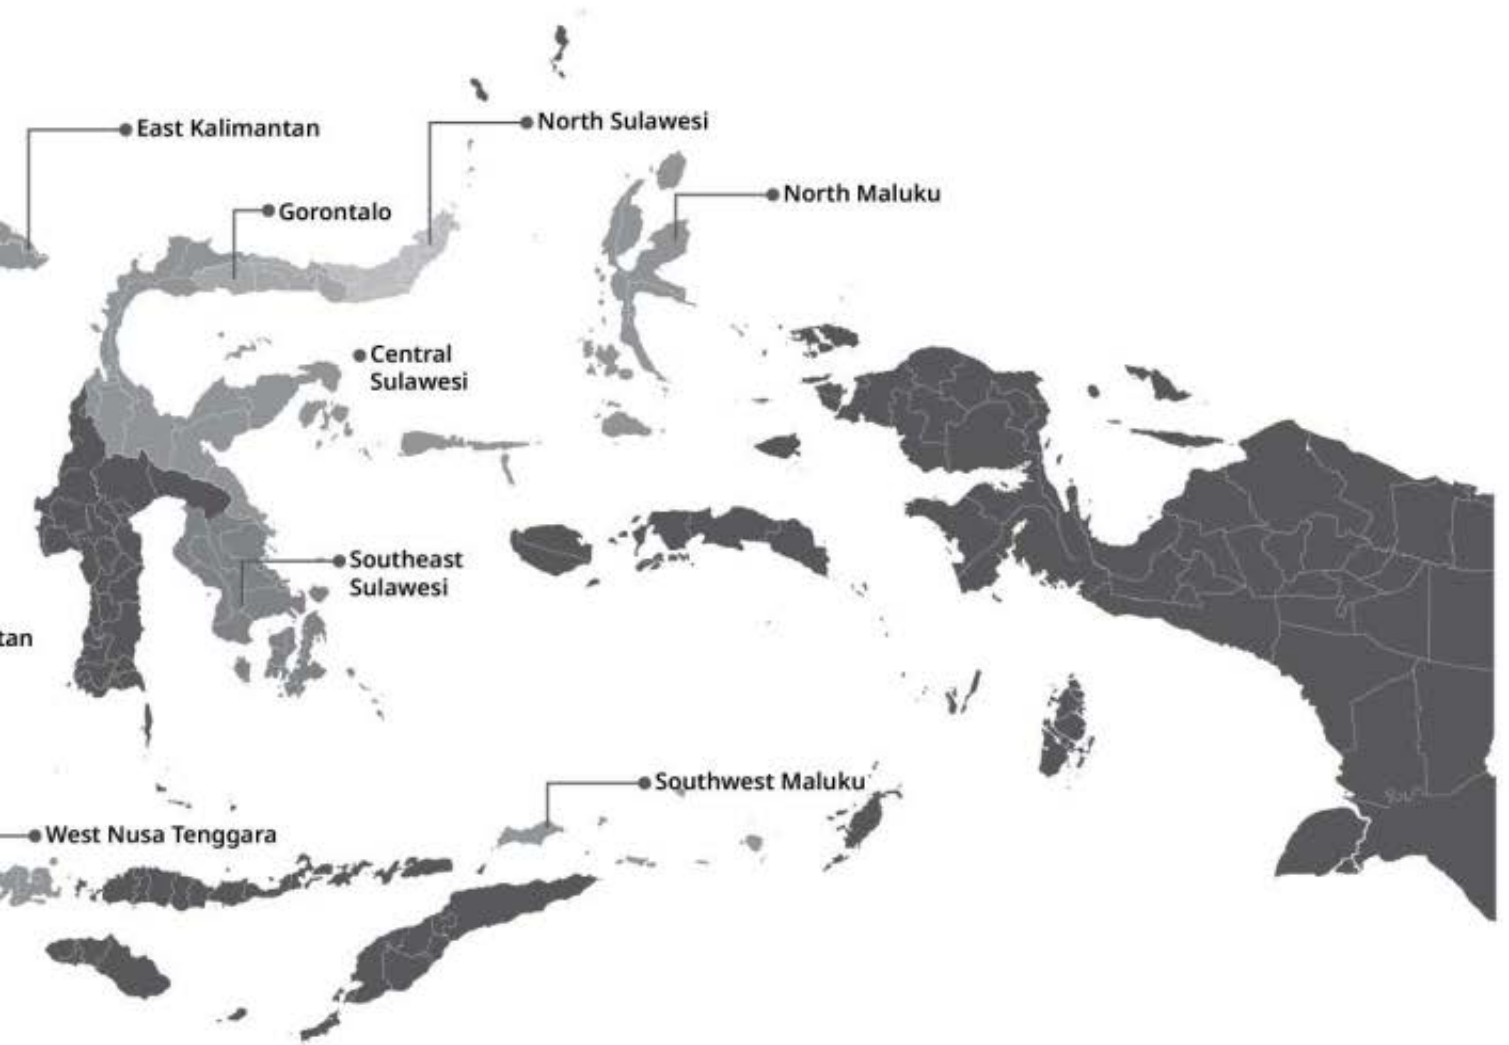 North Sulawesi
East Kalimantan
North Maluku
Gorontalo
Central
Sulawesi
Southeast
Sulawesi
tan
Southwest Maluku
West Nusa Tenggara